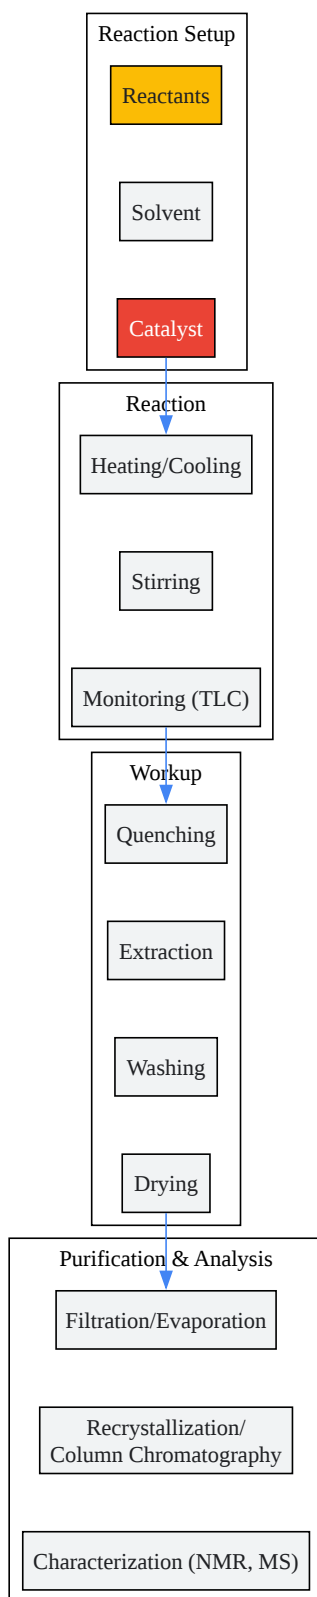 Reaction Setup
Reactants
Solvent
Catalyst
Reaction
Heating/Cooling
Stirring
Monitoring (TLC)
Workup
Quenching
Extraction
Washing
Drying
Purification & Analysis
Filtration/Evaporation
Recrystallization/
Column Chromatography
Characterization (NMR, MS)